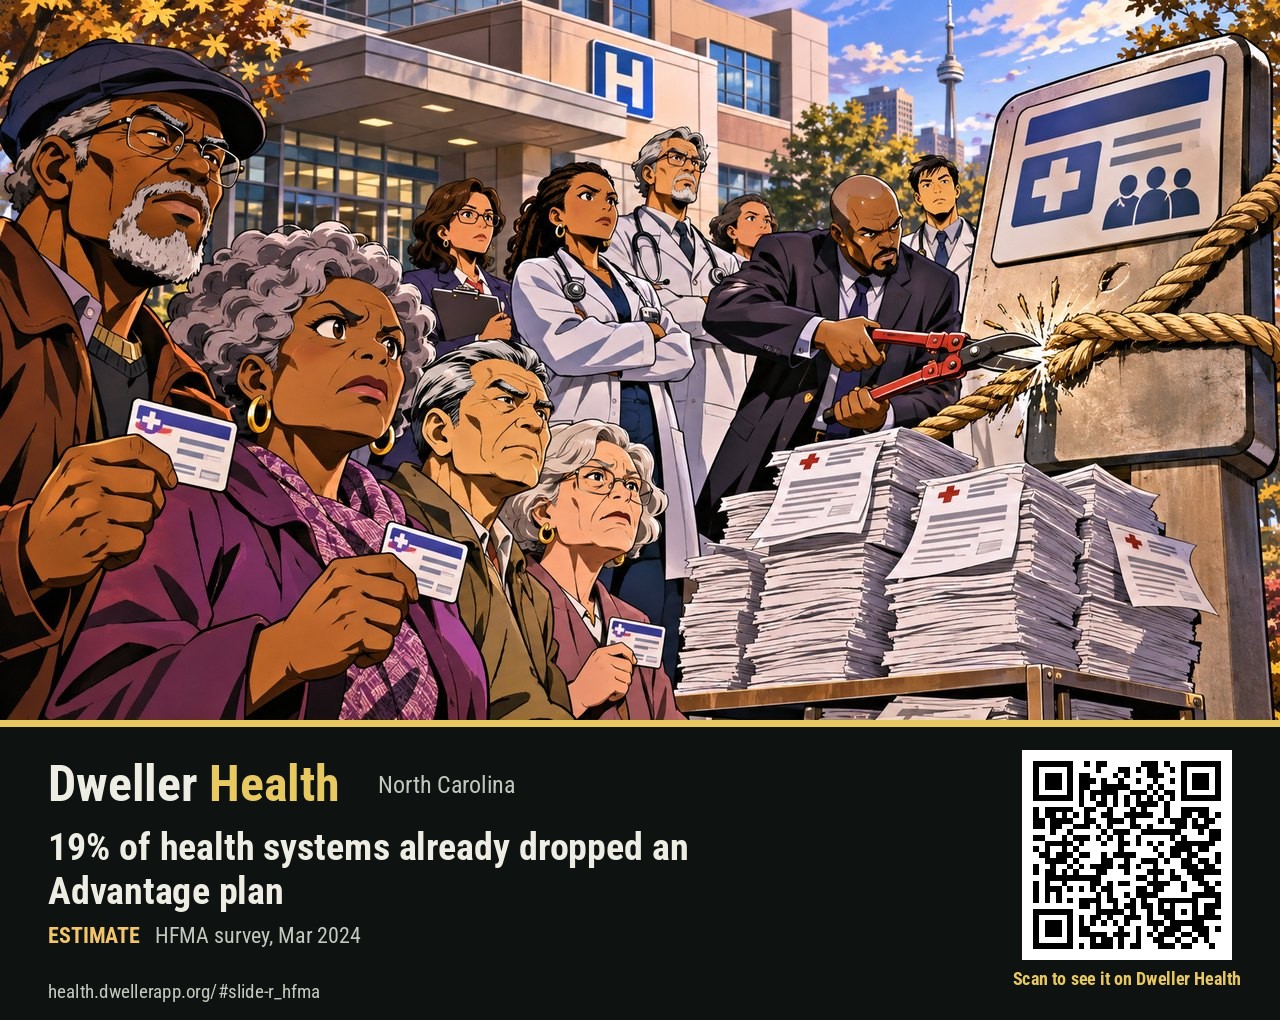 H
Dweller Health
North Carolina
19% of health systems already dropped an
Advantage plan
ESTIMATE HFMA survey, Mar 2024
health.dwellerapp.org/#slide-r_hfma
Scan to see it on Dweller Health